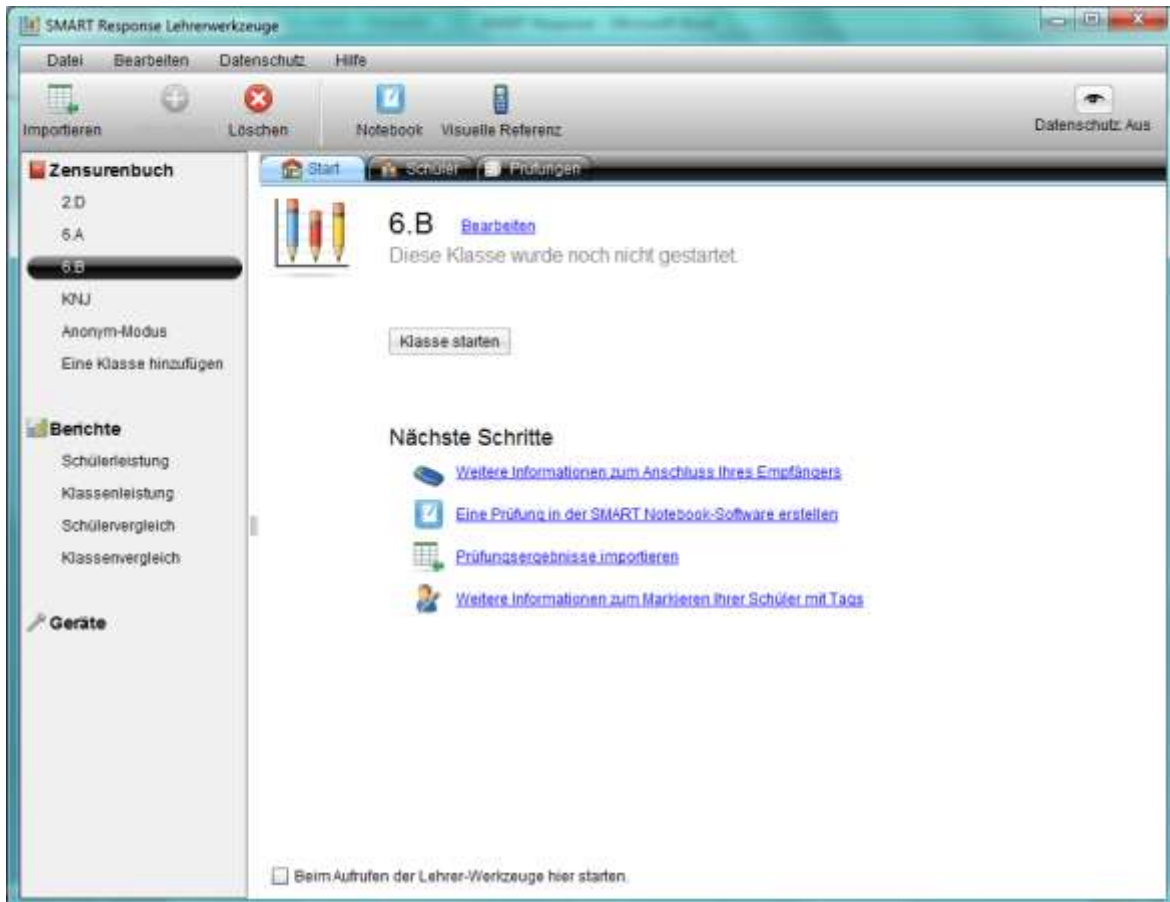 SMART Response Lehrerwerkzeuge
Datei Bearbeiten Datenschutz Hilfe
Importieren Löschen Notebook Visuelle Referenz Datenschutz: Aus
Zensurenbuch
2.D
6.A
6.B
KNJ
Anonym-Modus
Eine Klasse hinzufügen
Berichte
Schülerleistung
Klassenleistung
Schülervergleich
Klassenvergleich
Geräte
Start Schüler Prüfungen
6.B Bearbeiten
Diese Klasse wurde noch nicht gestartet.
Klasse starten
Nächste Schritte
Weitere Informationen zum Anschluss Ihres Empfängers
Eine Prüfung in der SMART Notebook-Software erstellen
Prüfungsergebnisse importieren
Weitere Informationen zum Markieren Ihrer Schüler mit Tags
Beim Aufrufen der Lehrer-Werkzeuge hier starten.